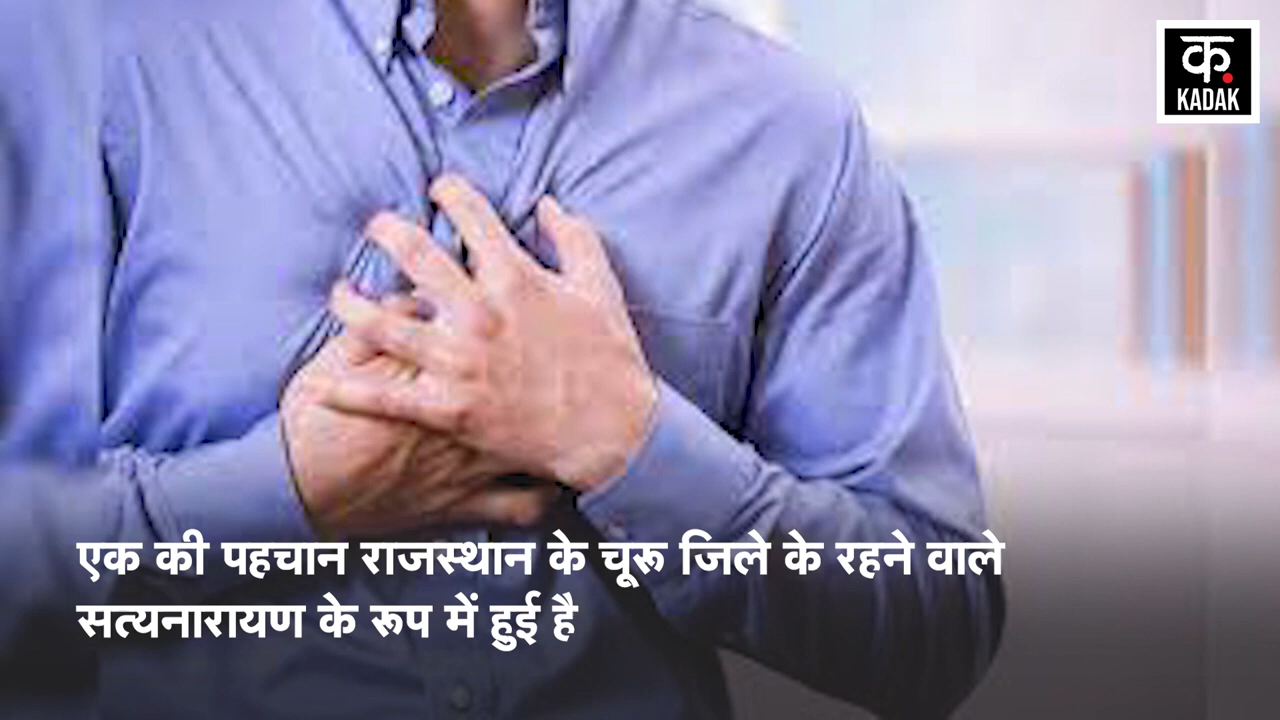 क.
KADAK
एक की पहचान राजस्थान के चूरू जिले के रहने वाले
सत्यनारायण के रूप में हुई है